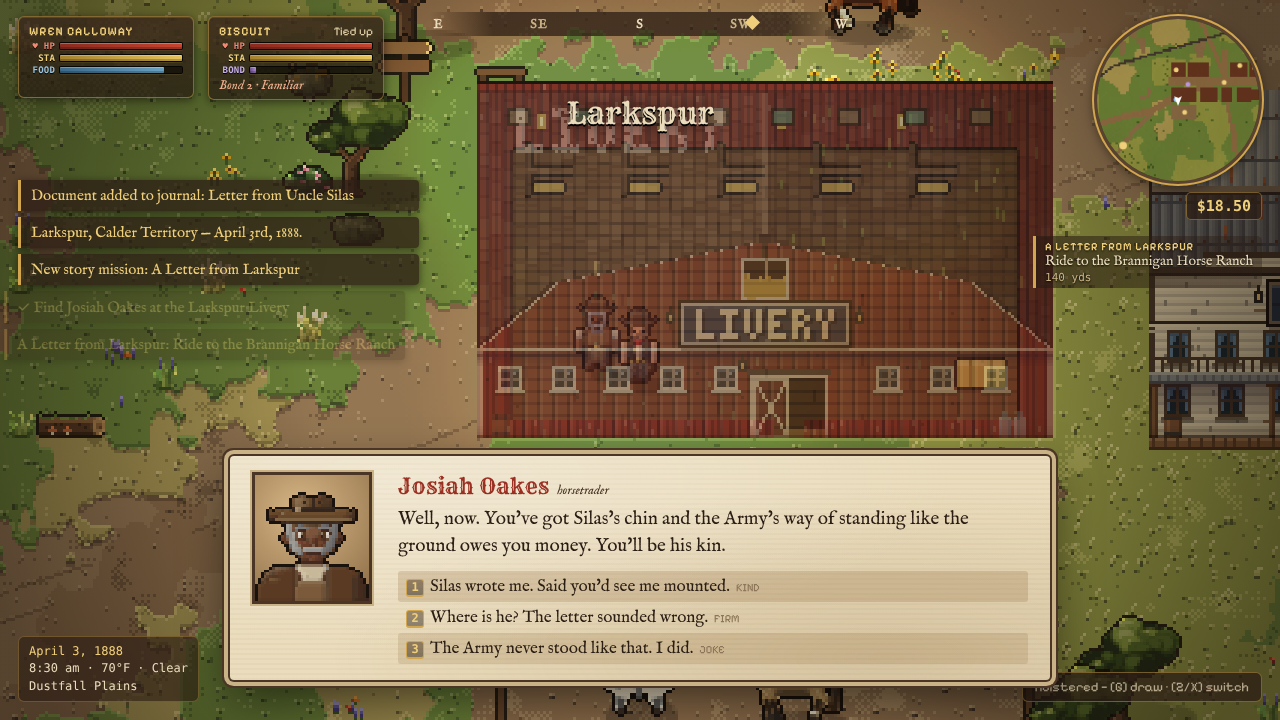 E SE S SW W
WREN CALLOWAY
♥ HP
STA
FOOD
BISCUIT Tied up
♥ HP
STA
BOND
Bond 2 · Familiar
Larkspur
LIVERY
Document added to journal: Letter from Uncle Silas
Larkspur, Calder Territory — April 3rd, 1888.
New story mission: A Letter from Larkspur
✓ Find Josiah Oakes at the Larkspur Livery
A Letter from Larkspur: Ride to the Brannigan Horse Ranch
$18.50
A LETTER FROM LARKSPUR
Ride to the Brannigan Horse Ranch
140 yds
LIVERY
Josiah Oakes horsetrader
Well, now. You've got Silas's chin and the Army's way of standing like the
ground owes you money. You'll be his kin.
1 Silas wrote me. Said you'd see me mounted. KIND
2 Where is he? The letter sounded wrong. FIRM
3 The Army never stood like that. I did. JOKE
April 3, 1888
8:30 am · 70°F · Clear
Dustfall Plains
Holstered - [G] draw · [Z/X] switch